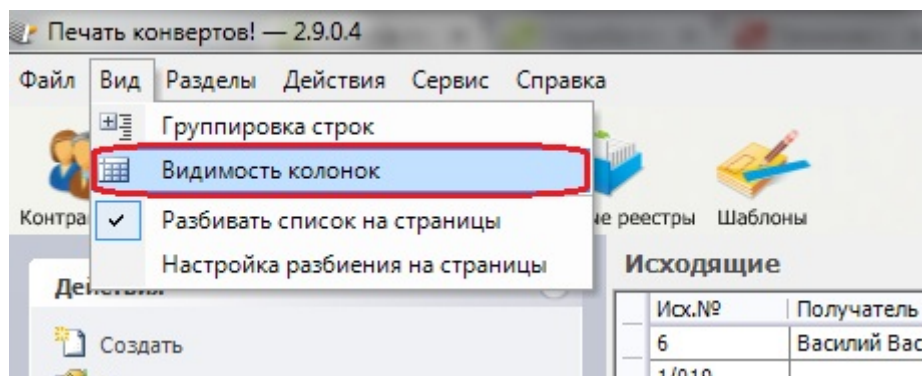 Печать конвертов! — 2.9.0.4
Файл Вид Разделы Действия Сервис Справка
Группировка строк
Видимость колонок
Разбивать список на страницы
Настройка разбиения на страницы
Контра
ые реестры Шаблоны
Исходящие
Исх.№ Получатель
6 Василий Вас
Создать